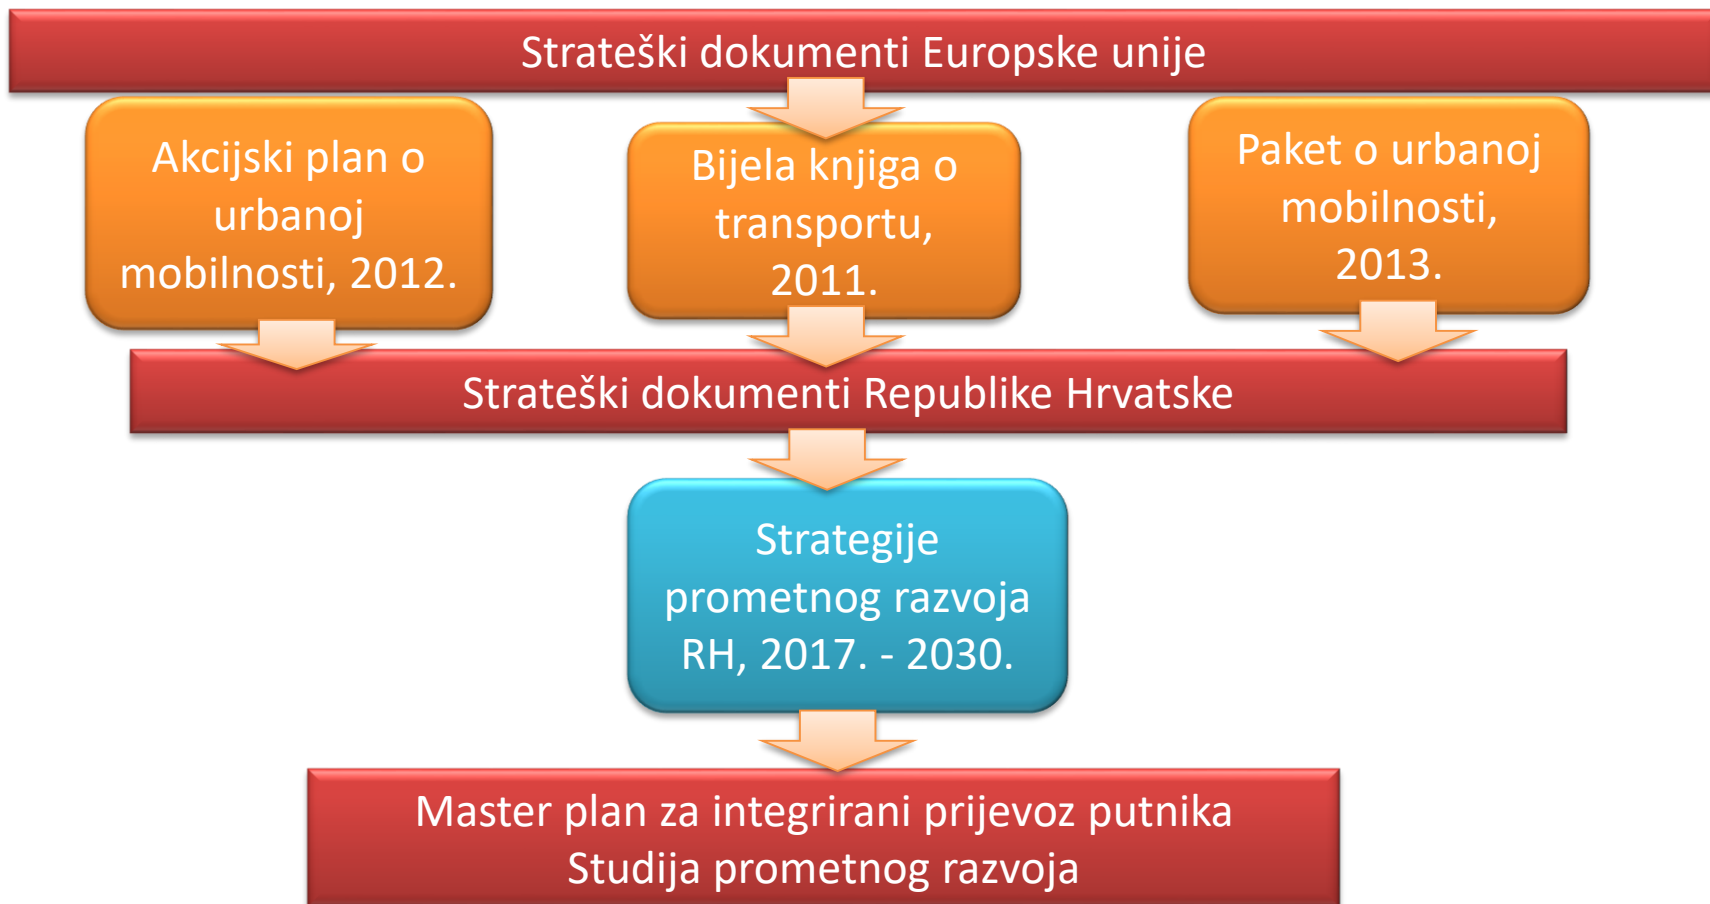 Strateški dokumenti Europske unije
Akcijski plan o
urbanoj
mobilnosti, 2012.
Bijela knjiga o
transportu,
2011.
Paket o urbanoj
mobilnosti,
2013.
Strateški dokumenti Republike Hrvatske
Strategije
prometnog razvoja
RH, 2017. - 2030.
Master plan za integrirani prijevoz putnika
Studija prometnog razvoja